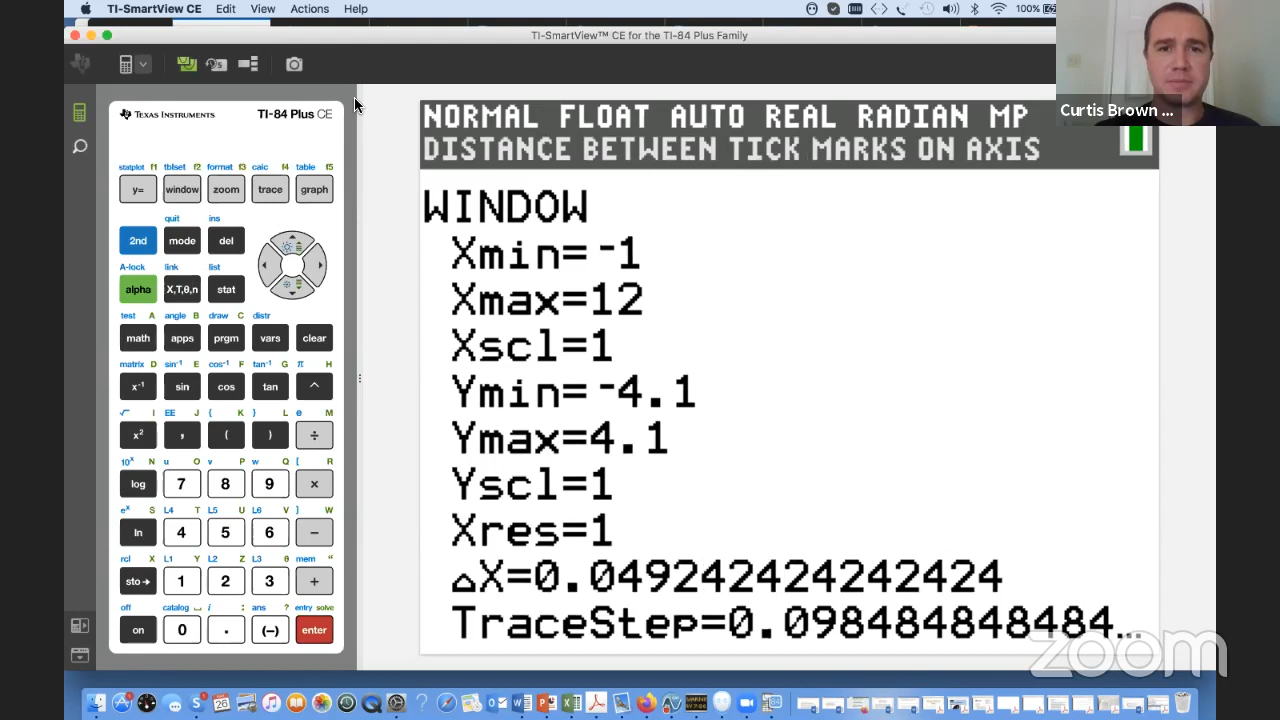 TI-SmartView CE Edit View Actions Help
100%
TI-SmartView™ CE for the TI-84 Plus Family
Curtis Brown ...
TEXAS INSTRUMENTS TI-84 Plus CE
statplot f1 tblset f2 format f3 calc f4 table f5
y= window zoom trace graph
quit ins
2nd mode del
A-lock link list
alpha X,T,θ,n stat
test A angle B draw C distr
math apps prgm vars clear
matrix D sin⁻¹ E cos⁻¹ F tan⁻¹ G π H
x⁻¹ sin cos tan ^
√ I EE J { K } L e M
x² , ( ) ÷
10ˣ N u O v P w Q [ R
log 7 8 9 ×
eˣ S L4 T L5 U L6 V ] W
ln 4 5 6 −
rcl X L1 Y L2 Z L3 θ mem “
sto→ 1 2 3 +
off catalog i : ans ? entry solve
on 0 . (−) enter
NORMAL FLOAT AUTO REAL RADIAN MP
DISTANCE BETWEEN TICK MARKS ON AXIS
WINDOW
Xmin=-1
Xmax=12
Xscl=1
Ymin=-4.1
Ymax=4.1
Yscl=1
Xres=1
△X=0.049242424242424
TraceStep=0.098484848484...
zoom